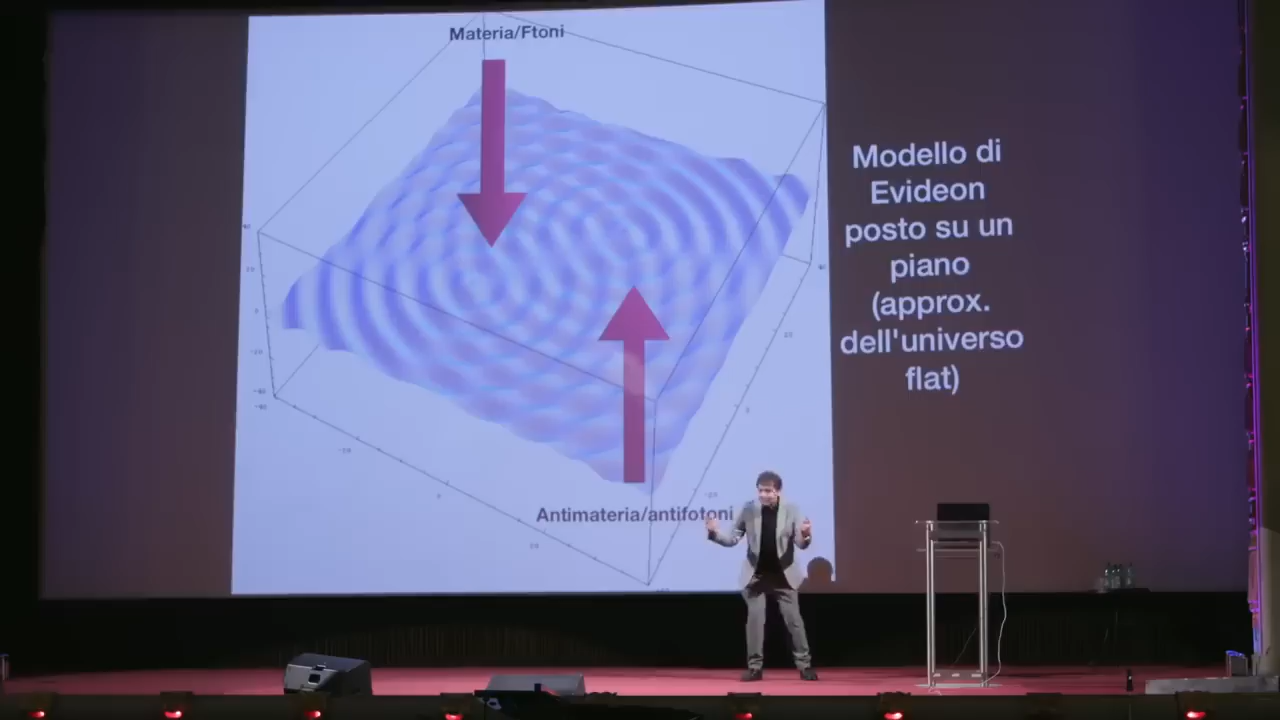 Materia/Ftoni
Modello di
Evideon
posto su un
piano
(approx.
dell'universo
flat)
Antimateria/antifotoni